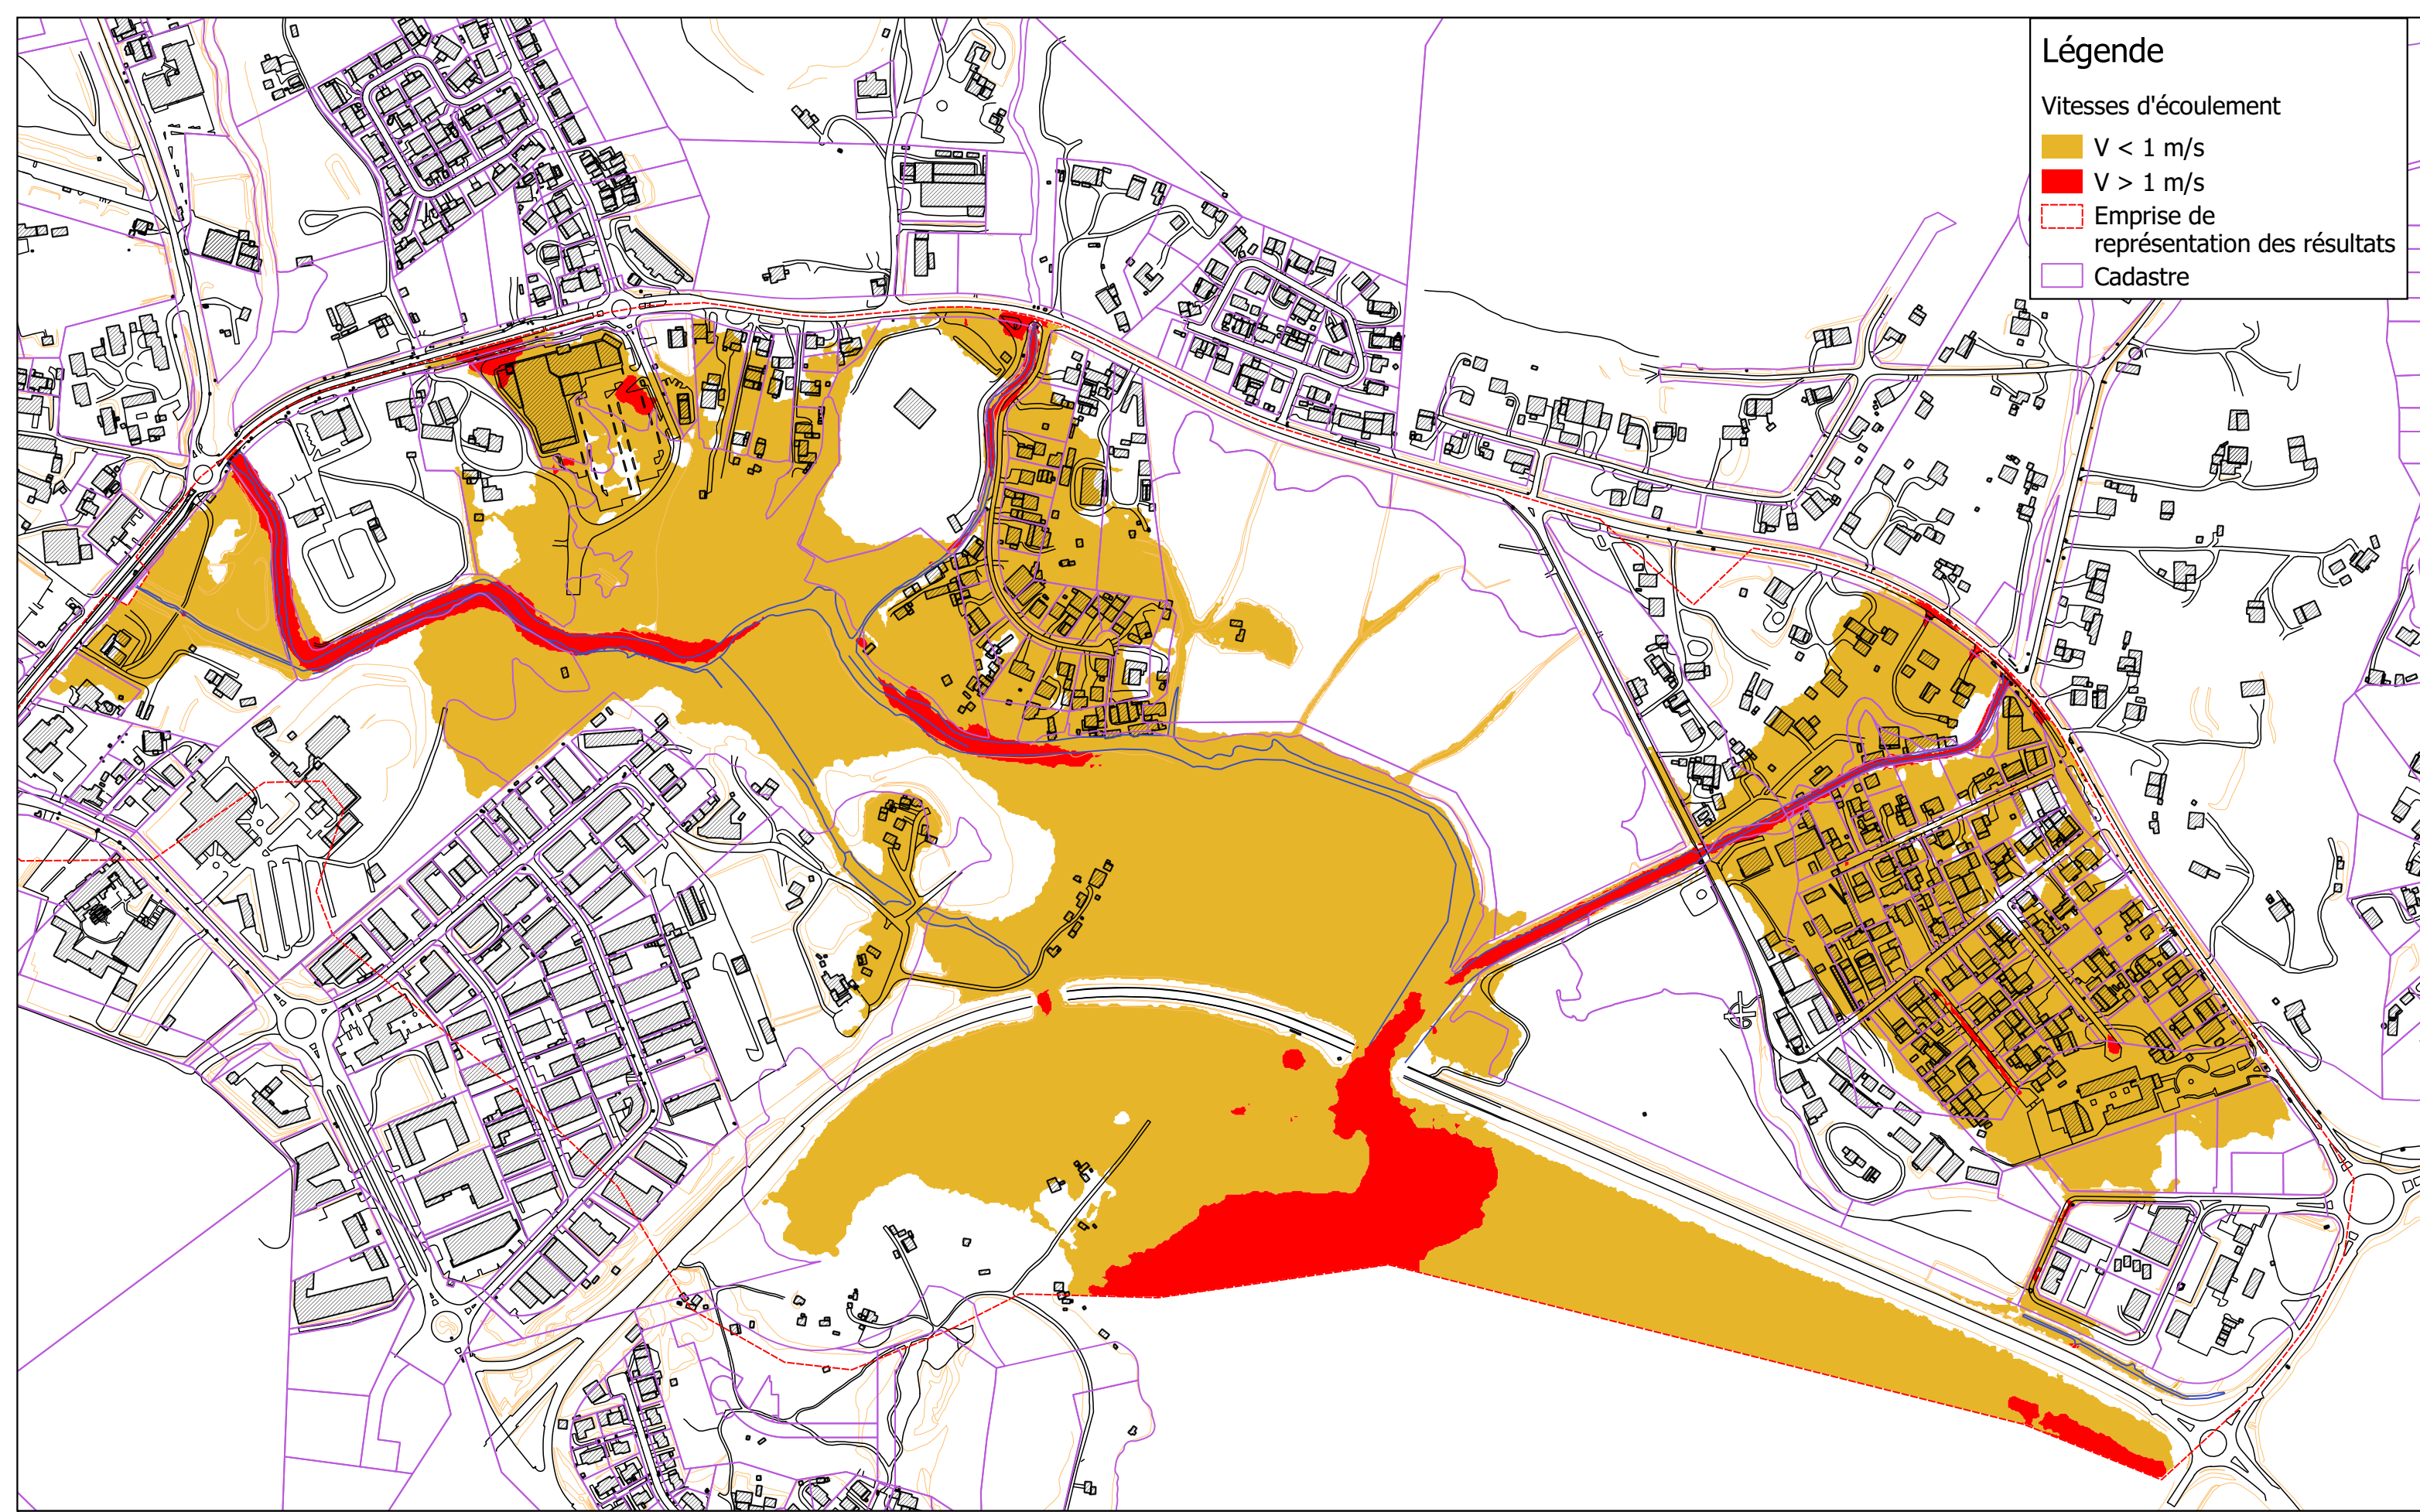 Légende
Vitesses d'écoulement
V < 1 m/s
V > 1 m/s
Emprise de
représentation des résultats
Cadastre